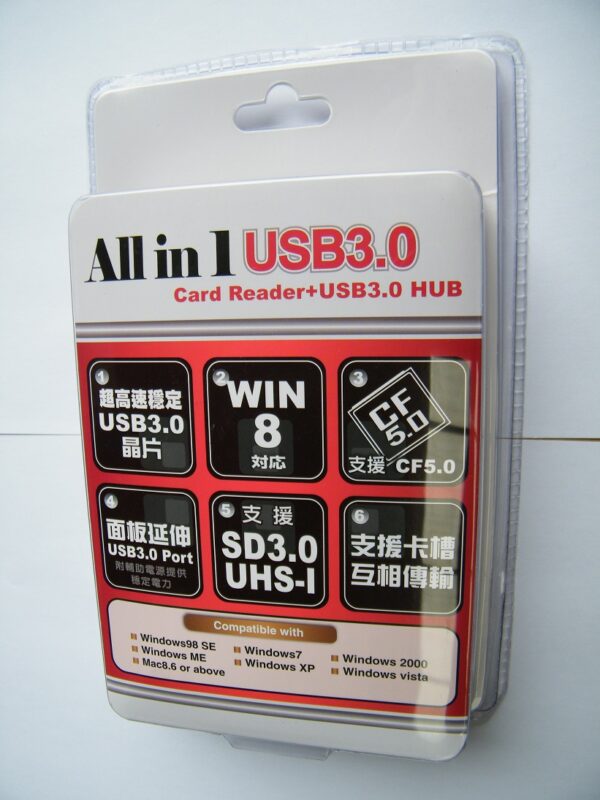 All in 1 USB3.0
Card Reader+USB3.0 HUB
1
超高速穩定
USB3.0
晶片
2
WIN
8
対応
3
CF
5.0
支援 CF5.0
4
面板延伸
USB3.0 Port
附輔助電源提供
穩定電力
5
支援
SD3.0
UHS-I
6
支援卡槽
互相傳輸
Compatible with
Windows98 SE
Windows ME
Mac8.6 or above
Windows7
Windows XP
Windows 2000
Windows vista